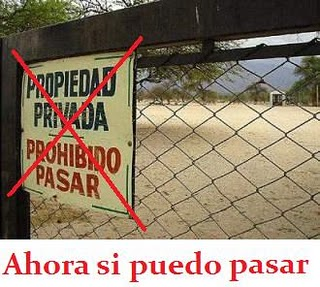 PROPIEDAD
PRIVADA
PROHIBIDO
PASAR
Ahora si puedo pasar